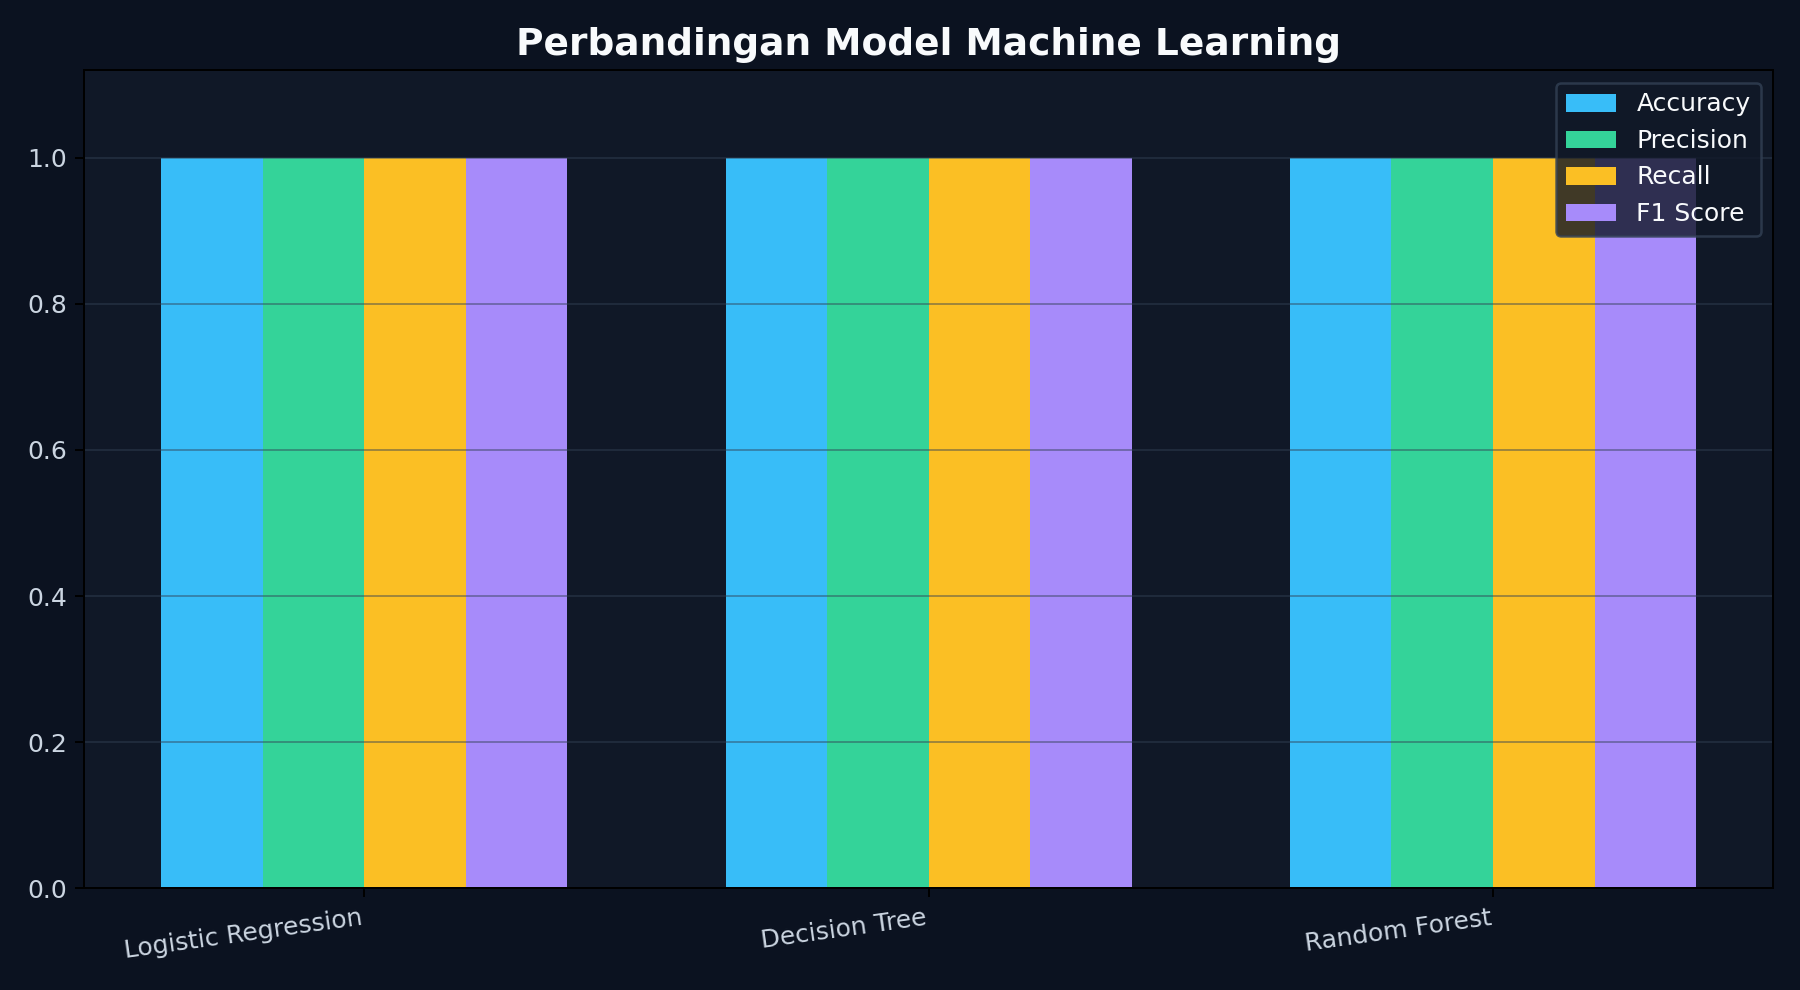 Perbandingan Model Machine Learning
Accuracy
Precision
Recall
F1 Score
1.0
0.8
0.6
0.4
0.2
0.0
Logistic Regression
Decision Tree
Random Forest